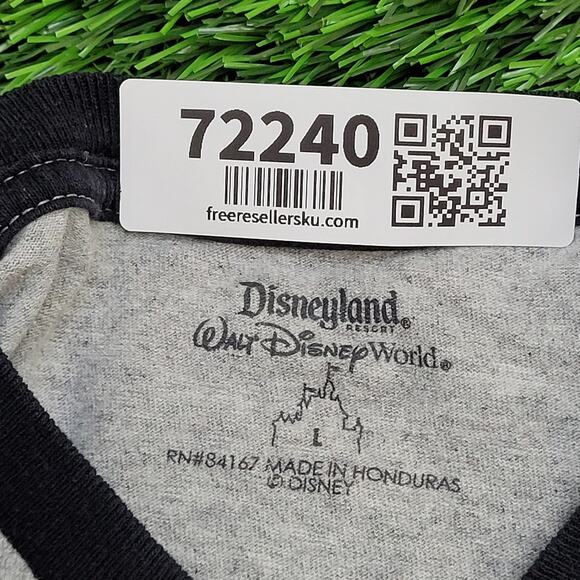 72240
freeresellersku.com
Disneyland®
RESORT
Walt Disney World®
L
RN#84167 MADE IN HONDURAS
© DISNEY